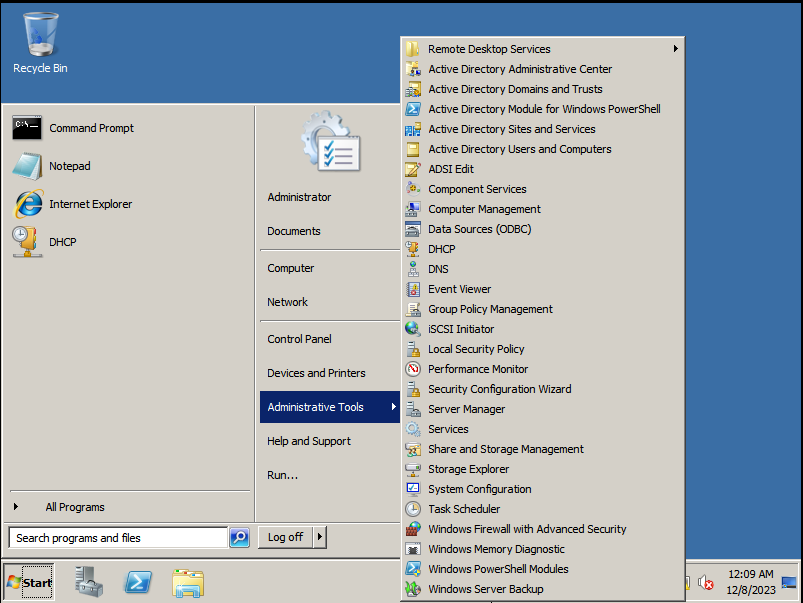 Recycle Bin
Command Prompt
Notepad
Internet Explorer
DHCP
All Programs
Search programs and files
Administrator
Documents
Computer
Network
Control Panel
Devices and Printers
Administrative Tools
Help and Support
Run...
Log off
Remote Desktop Services
Active Directory Administrative Center
Active Directory Domains and Trusts
Active Directory Module for Windows PowerShell
Active Directory Sites and Services
Active Directory Users and Computers
ADSI Edit
Component Services
Computer Management
Data Sources (ODBC)
DHCP
DNS
Event Viewer
Group Policy Management
iSCSI Initiator
Local Security Policy
Performance Monitor
Security Configuration Wizard
Server Manager
Services
Share and Storage Management
Storage Explorer
System Configuration
Task Scheduler
Windows Firewall with Advanced Security
Windows Memory Diagnostic
Windows PowerShell Modules
Windows Server Backup
Start
12:09 AM
12/8/2023